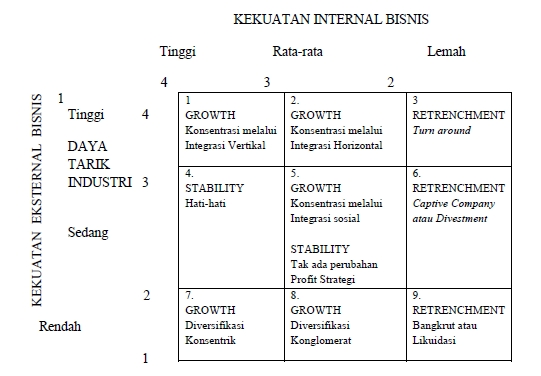 KEKUATAN INTERNAL BISNIS
Tinggi Rata-rata Lemah
4 3 2
KEKUATAN EKSTERNAL BISNIS
1
Tinggi 4
DAYA
TARIK
INDUSTRI 3
Sedang
2
Rendah
1
1
GROWTH
Konsentrasi melalui
Integrasi Vertikal
2.
GROWTH
Konsentrasi melalui
Integrasi Horizontal
3
RETRENCHMENT
Turn around
4.
STABILITY
Hati-hati
5.
GROWTH
Konsentrasi melalui
Integrasi sosial
STABILITY
Tak ada perubahan
Profit Strategi
6.
RETRENCHMENT
Captive Company
atau Divestment
7.
GROWTH
Diversifikasi
Konsentrik
8.
GROWTH
Diversifikasi
Konglomerat
9.
RETRENCHMENT
Bangkrut atau
Likuidasi